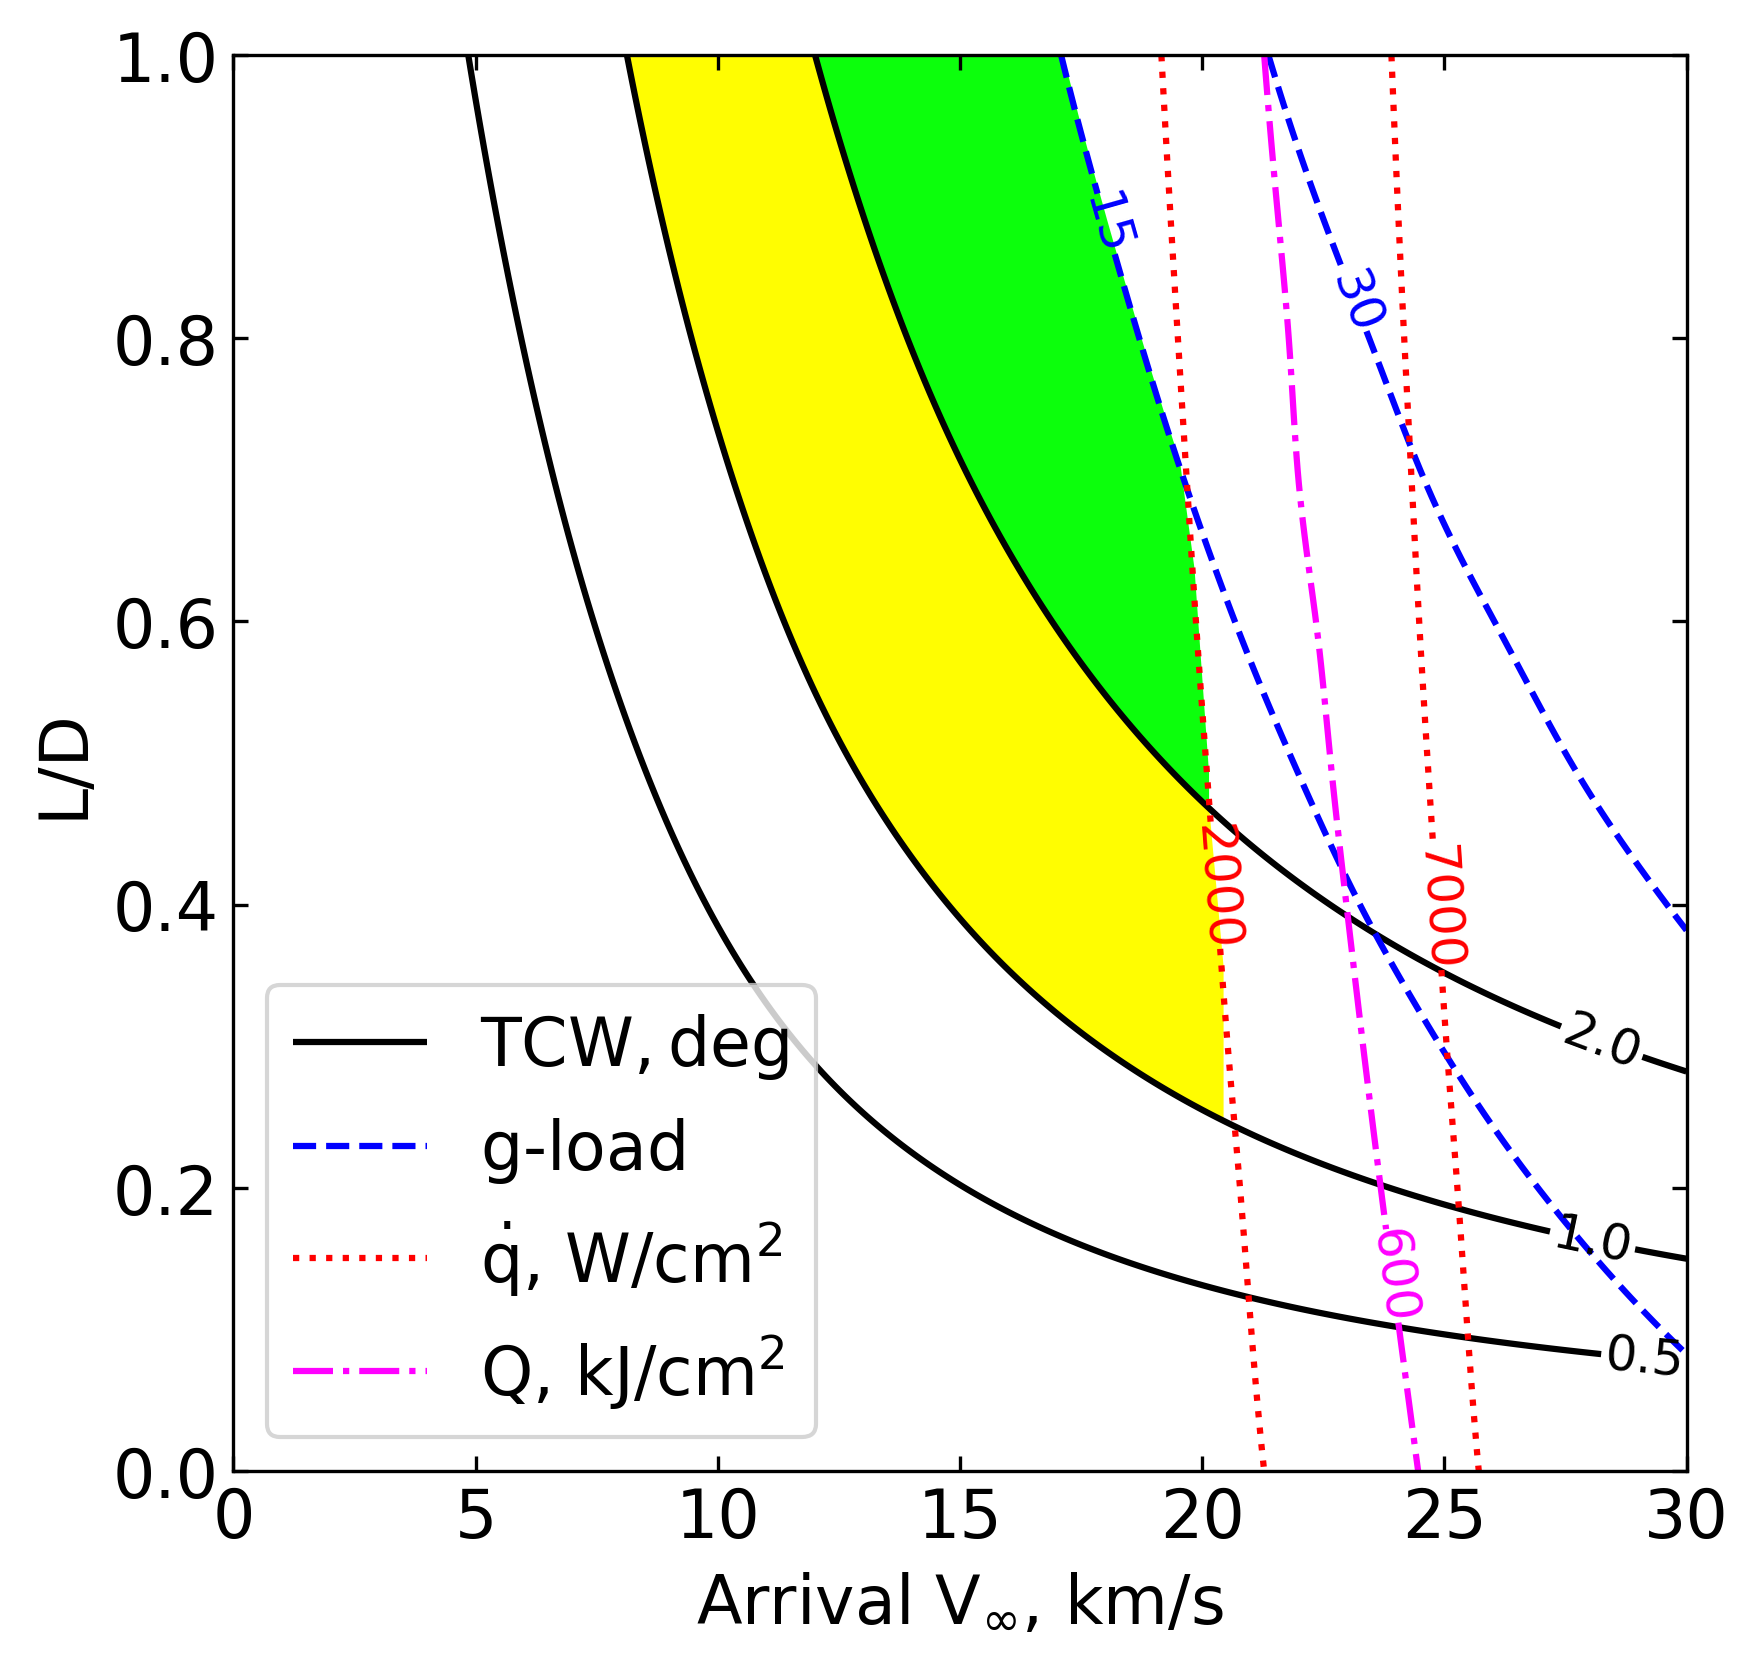 1.0
0.8
0.6
0.4
0.2
0.0
L/D
15
30
2000
7000
600
2.0
1.0
0.5
TCW, deg
g-load
q̇, W/cm²
Q, kJ/cm²
0 5 10 15 20 25 30
Arrival V∞, km/s